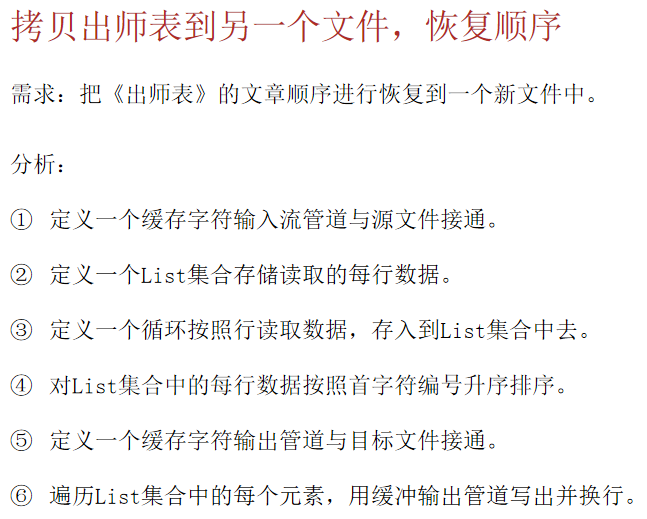 拷贝出师表到另一个文件，恢复顺序
需求：把《出师表》的文章顺序进行恢复到一个新文件中。
分析：
① 定义一个缓存字符输入流管道与源文件接通。
② 定义一个List集合存储读取的每行数据。
③ 定义一个循环按照行读取数据，存入到List集合中去。
④ 对List集合中的每行数据按照首字符编号升序排序。
⑤ 定义一个缓存字符输出管道与目标文件接通。
⑥ 遍历List集合中的每个元素，用缓冲输出管道写出并换行。